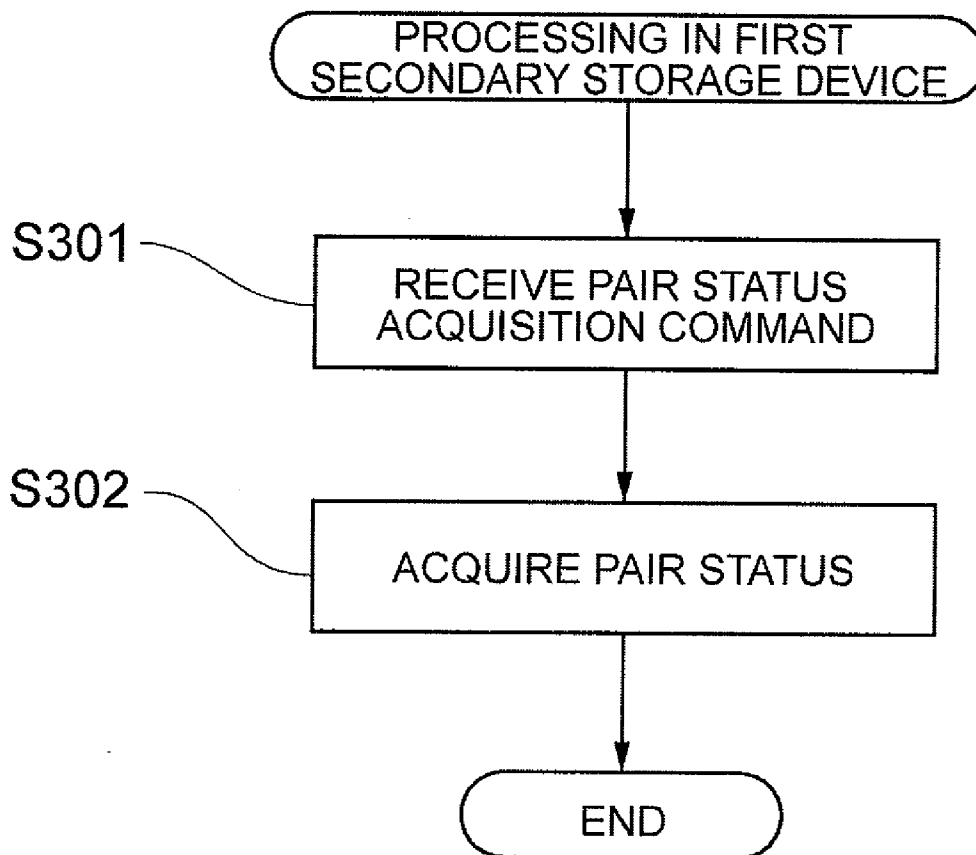 PROCESSING IN FIRST
SECONDARY STORAGE DEVICE
S301
RECEIVE PAIR STATUS
ACQUISITION COMMAND
S302
ACQUIRE PAIR STATUS
END